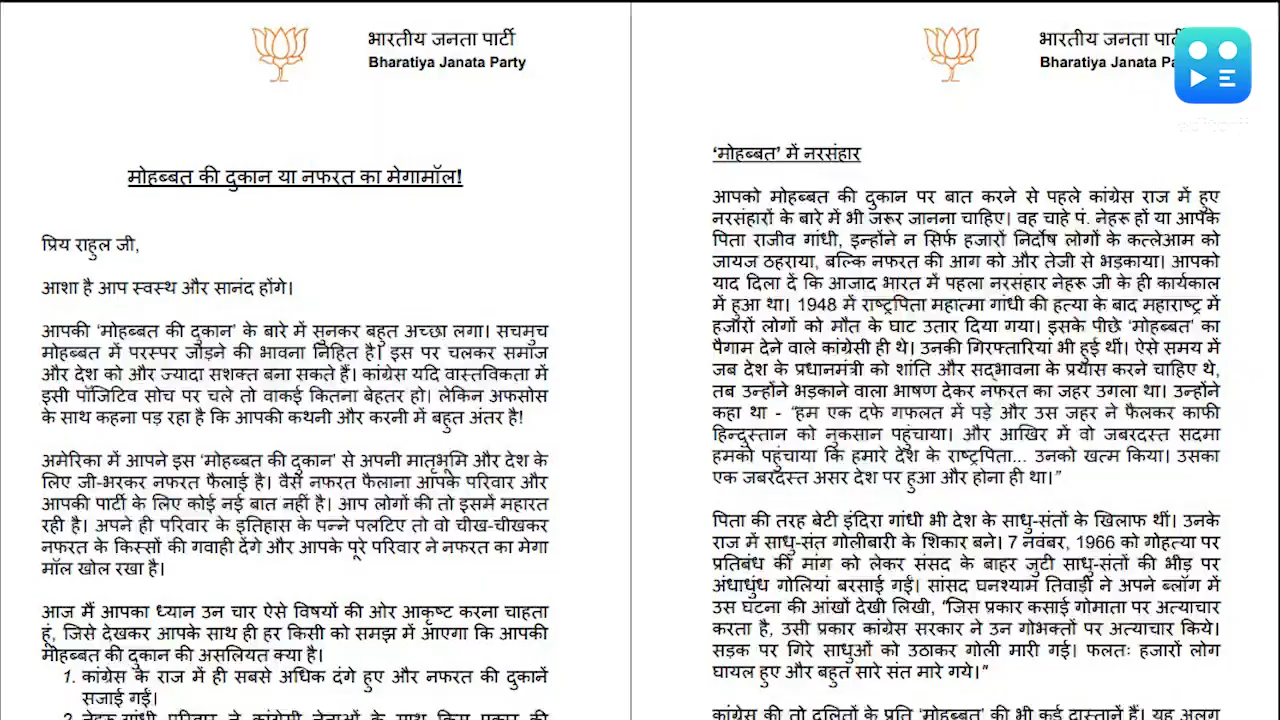 भारतीय जनता पार्टी
Bharatiya Janata Party
मोहब्बत की दुकान या नफरत का मेगामॉल!
प्रिय राहुल जी,
आशा है आप स्वस्थ और सानंद होंगे।
आपकी 'मोहब्बत की दुकान' के बारे में सुनकर बहुत अच्छा लगा। सचमुच
मोहब्बत में परस्पर जोड़ने की भावना निहित है। इस पर चलकर समाज
और देश को और ज्यादा सशक्त बना सकते हैं। कांग्रेस यदि वास्तविकता में
इसी पॉजिटिव सोच पर चले तो वाकई कितना बेहतर हो। लेकिन अफसोस
के साथ कहना पड़ रहा है कि आपकी कथनी और करनी में बहुत अंतर है!
अमेरिका में आपने इस 'मोहब्बत की दुकान' से अपनी मातृभूमि और देश के
लिए जी-भरकर नफरत फैलाई है। वैसे नफरत फैलाना आपके परिवार और
आपकी पार्टी के लिए कोई नई बात नहीं है। आप लोगों की तो इसमें महारत
रही है। अपने ही परिवार के इतिहास के पन्ने पलटिए तो वो चीख-चीखकर
नफरत के किस्सों की गवाही देंगे और आपके पूरे परिवार ने नफरत का मेगा
मॉल खोल रखा है।
आज मैं आपका ध्यान उन चार ऐसे विषयों की ओर आकृष्ट करना चाहता
हूं, जिसे देखकर आपके साथ ही हर किसी को समझ में आएगा कि आपकी
मोहब्बत की दुकान की असलियत क्या है।
1. कांग्रेस के राज में ही सबसे अधिक दंगे हुए और नफरत की दुकानें
सजाई गईं।
2. नेहरू-गांधी परिवार ने कांग्रेसी नेताओं के साथ किस प्रकार की
भारतीय जनता
Bharatiya Janata
'मोहब्बत' में नरसंहार
आपको मोहब्बत की दुकान पर बात करने से पहले कांग्रेस राज में हुए
नरसंहारों के बारे में भी जरूर जानना चाहिए। वह चाहे पं. नेहरू हों या आपके
पिता राजीव गांधी, इन्होंने न सिर्फ हजारों निर्दोष लोगों के कत्लेआम को
जायज ठहराया, बल्कि नफरत की आग को और तेजी से भड़काया। आपको
याद दिला दें कि आजाद भारत में पहला नरसंहार नेहरू जी के ही कार्यकाल
में हुआ था। 1948 में राष्ट्रपिता महात्मा गांधी की हत्या के बाद महाराष्ट्र में
हजारों लोगों को मौत के घाट उतार दिया गया। इसके पीछे 'मोहब्बत' का
पैगाम देने वाले कांग्रेसी ही थे। उनकी गिरफ्तारियां भी हुई थीं। ऐसे समय में
जब देश के प्रधानमंत्री को शांति और सद्भावना के प्रयास करने चाहिए थे,
तब उन्होंने भड़काने वाला भाषण देकर नफरत का जहर उगला था। उन्होंने
कहा था - "हम एक दफे गफलत में पड़े और उस जहर ने फैलकर काफी
हिन्दुस्तान को नुकसान पहुंचाया। और आखिर में वो जबरदस्त सदमा
हमको पहुंचाया कि हमारे देश के राष्ट्रपिता... उनको खत्म किया। उसका
एक जबरदस्त असर देश पर हुआ और होना ही था।"
पिता की तरह बेटी इंदिरा गांधी भी देश के साधु-संतों के खिलाफ थीं। उनके
राज में साधु-संत गोलीबारी के शिकार बने। 7 नवंबर, 1966 को गोहत्या पर
प्रतिबंध की मांग को लेकर संसद के बाहर जुटी साधु-संतों की भीड़ पर
अंधाधुंध गोलियां बरसाई गईं। सांसद घनश्याम तिवाड़ी ने अपने ब्लॉग में
उस घटना की आंखों देखी लिखी, "जिस प्रकार कसाई गोमाता पर अत्याचार
करता है, उसी प्रकार कांग्रेस सरकार ने उन गोभक्तों पर अत्याचार किये।
सड़क पर गिरे साधुओं को उठाकर गोली मारी गई। फलतः हजारों लोग
घायल हुए और बहुत सारे संत मारे गये।"
कांग्रेस की तो दलितों के प्रति 'मोहब्बत' की भी कई दास्तानें हैं। यह अलग